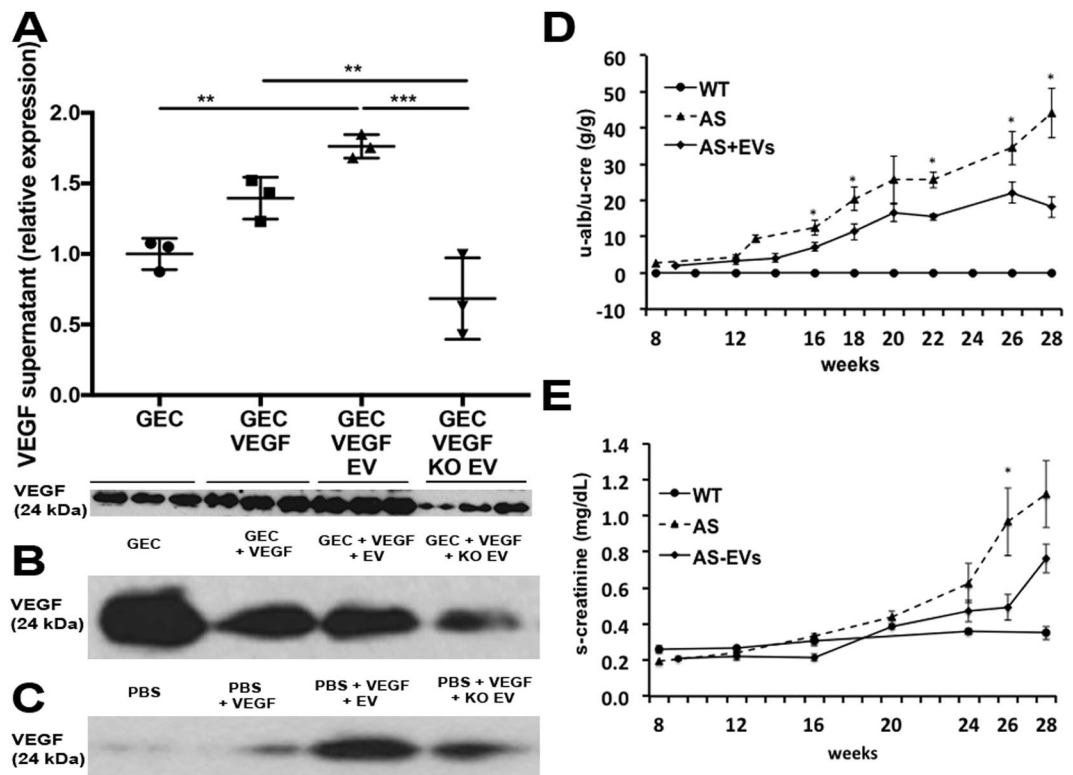 A
VEGF supernatant (relative expression)
**
**
***
2.0
1.5
1.0
0.5
0.0
GEC
GEC
VEGF
GEC
VEGF
EV
GEC
VEGF
KO EV
VEGF
(24 kDa)
GEC
GEC
+ VEGF
GEC + VEGF
+ EV
GEC + VEGF
+ KO EV
B
VEGF
(24 kDa)
PBS
PBS
+ VEGF
PBS + VEGF
+ EV
PBS + VEGF
+ KO EV
C
VEGF
(24 kDa)
D
u-alb/u-cre (g/g)
60
50
40
30
20
10
0
-10
WT
AS
AS+EVs
*
*
*
*
*
8 12 16 18 20 22 26 28
weeks
E
s-creatinine (mg/dL)
1.4
1.2
1.0
0.8
0.6
0.4
0.2
0.0
WT
AS
AS-EVs
*
*
8 12 16 20 24 26 28
weeks